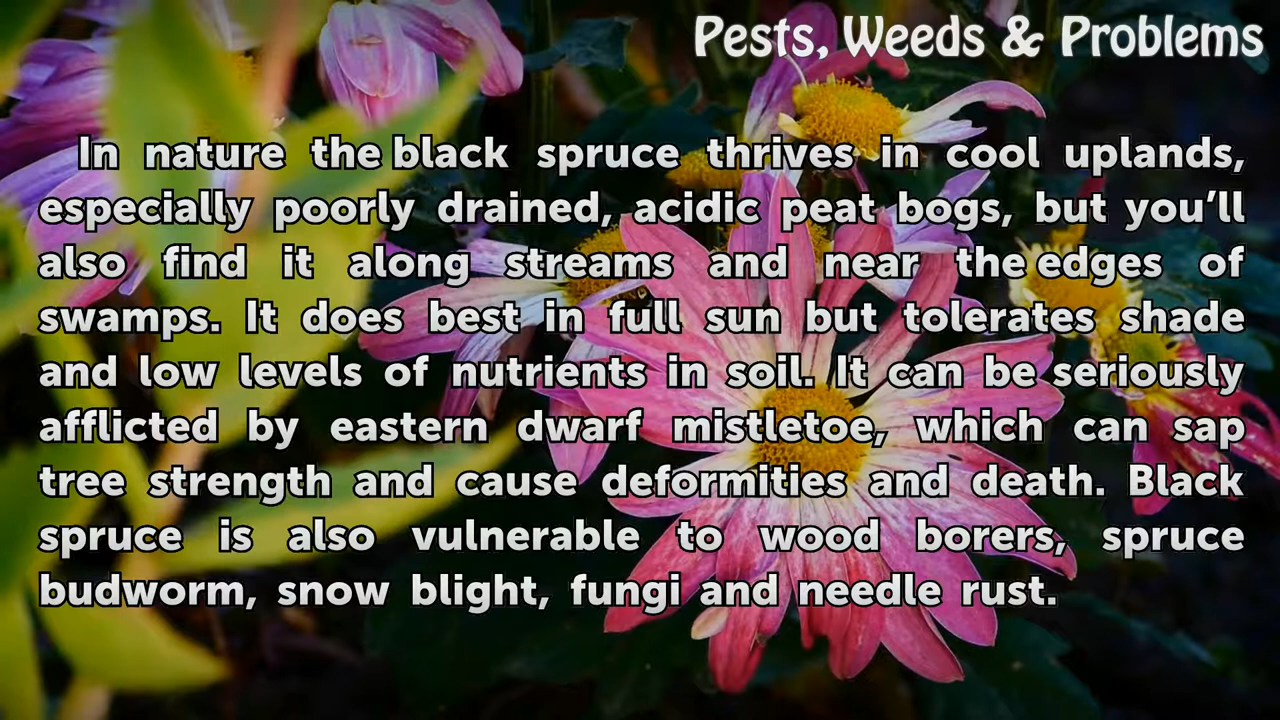 Pests, Weeds & Problems
In nature the black spruce thrives in cool uplands,
especially poorly drained, acidic peat bogs, but you’ll
also find it along streams and near the edges of
swamps. It does best in full sun but tolerates shade
and low levels of nutrients in soil. It can be seriously
afflicted by eastern dwarf mistletoe, which can sap
tree strength and cause deformities and death. Black
spruce is also vulnerable to wood borers, spruce
budworm, snow blight, fungi and needle rust.